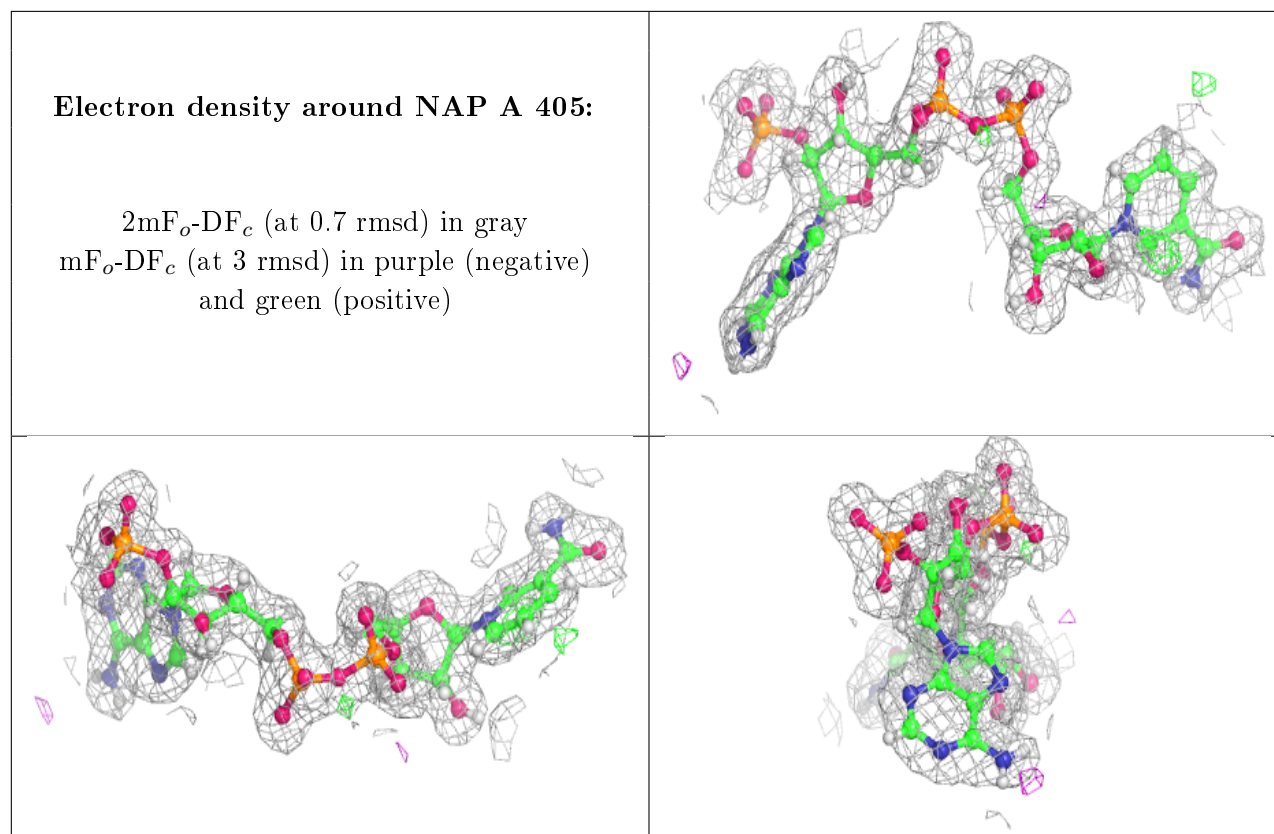 Electron density around NAP A 405:
2mFₒ-DF𝒸 (at 0.7 rmsd) in gray
mFₒ-DF𝒸 (at 3 rmsd) in purple (negative)
and green (positive)